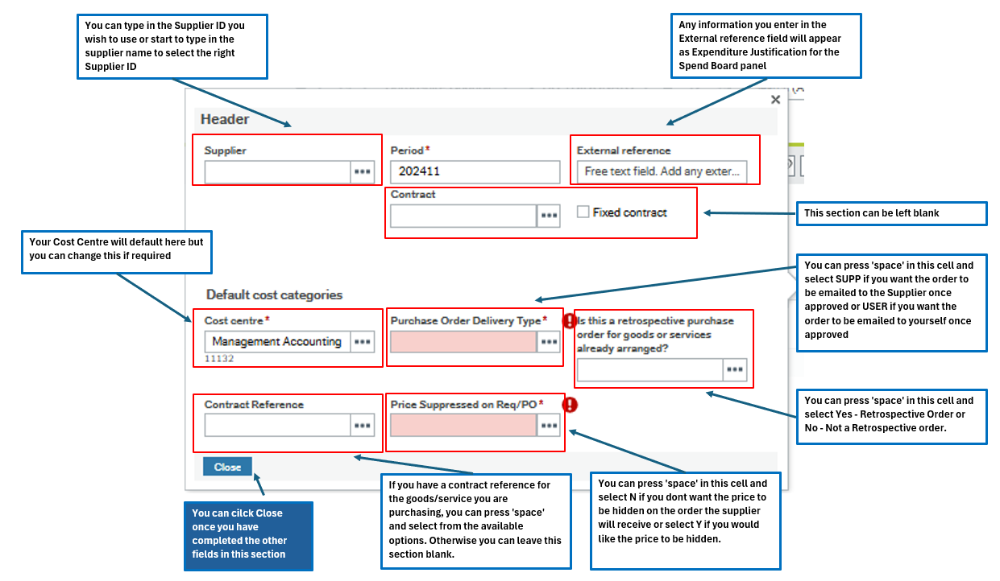 You can type in the Supplier ID you
wish to use or start to type in the
supplier name to select the right
Supplier ID
Any information you enter in the
External reference field will appear
as Expenditure Justification for the
Spend Board panel
Header
Supplier
Period*
202411
External reference
Free text field. Add any exter...
Contract
Fixed contract
This section can be left blank
Your Cost Centre will default here but
you can change this if required
You can press 'space' in this cell and
select SUPP if you want the order to
be emailed to the Supplier once
approved or USER if you want the
order to be emailed to yourself once
approved
Default cost categories
Cost centre*
Management Accounting
11132
Purchase Order Delivery Type*
Is this a retrospective purchase
order for goods or services
already arranged?
You can press 'space' in this cell and
select Yes - Retrospective Order or
No - Not a Retrospective order.
Contract Reference
Price Suppressed on Req/PO*
Close
You can cilck Close
once you have
completed the other
fields in this section
If you have a contract reference for
the goods/service you are
purchasing, you can press 'space'
and select from the available
options. Otherwise you can leave this
section blank.
You can press 'space' in this cell and
select N if you dont want the price to
be hidden on the order the supplier
will receive or select Y if you would
like the price to be hidden.